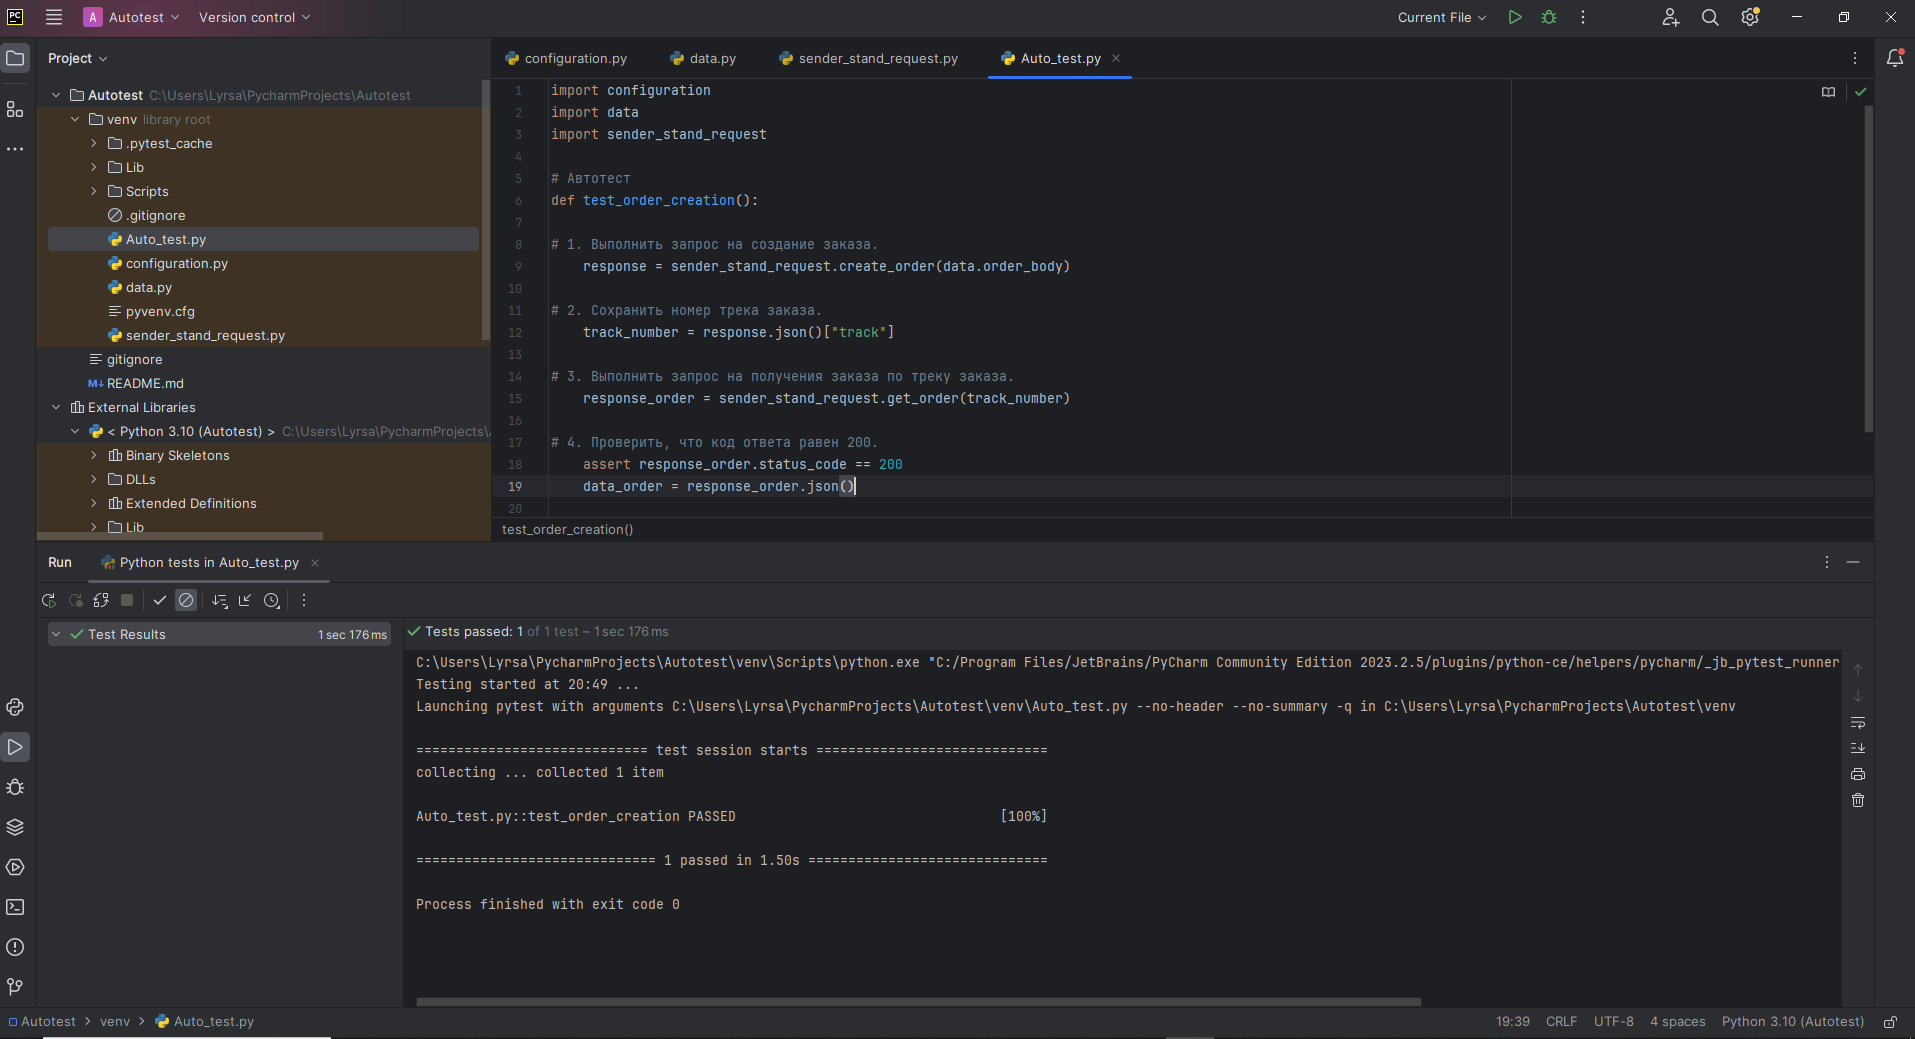 PC
A Autotest Version control Current File
Project
configuration.py data.py sender_stand_request.py Auto_test.py
Autotest C:\Users\Lyrsa\PycharmProjects\Autotest
venv library root
.pytest_cache
Lib
Scripts
.gitignore
Auto_test.py
configuration.py
data.py
pyvenv.cfg
sender_stand_request.py
gitignore
M↓ README.md
External Libraries
< Python 3.10 (Autotest) > C:\Users\Lyrsa\PycharmProjects\
Binary Skeletons
DLLs
Extended Definitions
Lib
1 import configuration
2 import data
3 import sender_stand_request
4
5 # Автотест
6 def test_order_creation():
7
8 # 1. Выполнить запрос на создание заказа.
9 response = sender_stand_request.create_order(data.order_body)
10
11 # 2. Сохранить номер трека заказа.
12 track_number = response.json()["track"]
13
14 # 3. Выполнить запрос на получения заказа по треку заказа.
15 response_order = sender_stand_request.get_order(track_number)
16
17 # 4. Проверить, что код ответа равен 200.
18 assert response_order.status_code == 200
19 data_order = response_order.json()
20
test_order_creation()
Run Python tests in Auto_test.py
Test Results 1 sec 176 ms
Tests passed: 1 of 1 test – 1 sec 176 ms
C:\Users\Lyrsa\PycharmProjects\Autotest\venv\Scripts\python.exe "C:/Program Files/JetBrains/PyCharm Community Edition 2023.2.5/plugins/python-ce/helpers/pycharm/_jb_pytest_runner
Testing started at 20:49 ...
Launching pytest with arguments C:\Users\Lyrsa\PycharmProjects\Autotest\venv\Auto_test.py --no-header --no-summary -q in C:\Users\Lyrsa\PycharmProjects\Autotest\venv
============================= test session starts =============================
collecting ... collected 1 item
Auto_test.py::test_order_creation PASSED [100%]
============================== 1 passed in 1.50s ==============================
Process finished with exit code 0
Autotest > venv > Auto_test.py 19:39 CRLF UTF-8 4 spaces Python 3.10 (Autotest)